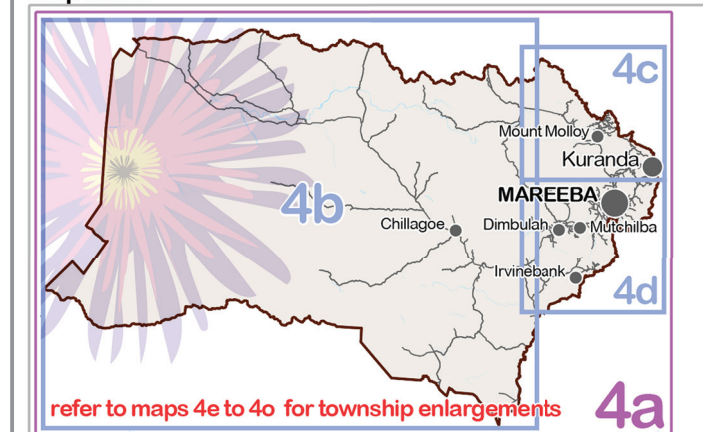 4c
Mount Molloy
Kuranda
MAREEBA
4b
Chillagoe
Dimbulah
Mutchilba
Irvinebank
4d
refer to maps 4e to 4o for township enlargements
4a